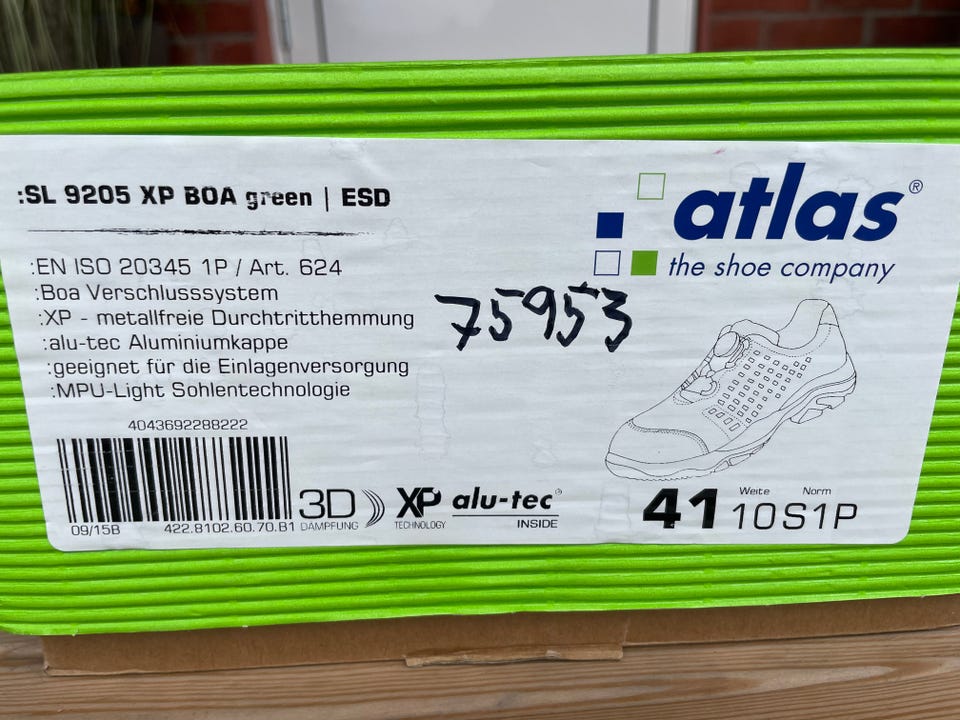 :SL 9205 XP BOA green | ESD
atlas®
the shoe company
:EN ISO 20345 1P / Art. 624
:Boa Verschlusssystem
:XP - metallfreie Durchtritthemmung
:alu-tec Aluminiumkappe
:geeignet für die Einlagenversorgung
:MPU-Light Sohlentechnologie
75953
4043692288222
09/15B 422.8102.60.70.81
3D
DÄMPFUNG
XP
TECHNOLOGY
alu-tec®
INSIDE
Weite Norm
41 10 S1P